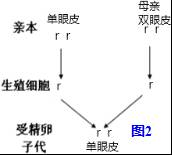 亲本 单眼皮 母亲
双眼皮
r r r r
生殖细胞 r r
受精卵 r r
子代 单眼皮 图2